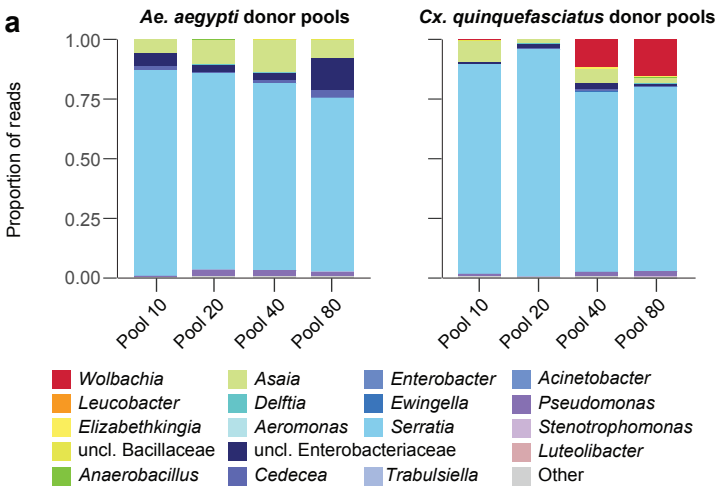 a
Ae. aegypti donor pools
Cx. quinquefasciatus donor pools
Proportion of reads
1.00
0.75
0.50
0.25
0.00
Pool 10
Pool 20
Pool 40
Pool 80
Pool 10
Pool 20
Pool 40
Pool 80
Wolbachia
Asaia
Enterobacter
Acinetobacter
Leucobacter
Delftia
Ewingella
Pseudomonas
Elizabethkingia
Aeromonas
Serratia
Stenotrophomonas
uncl. Bacillaceae
uncl. Enterobacteriaceae
Luteolibacter
Anaerobacillus
Cedecea
Trabulsiella
Other